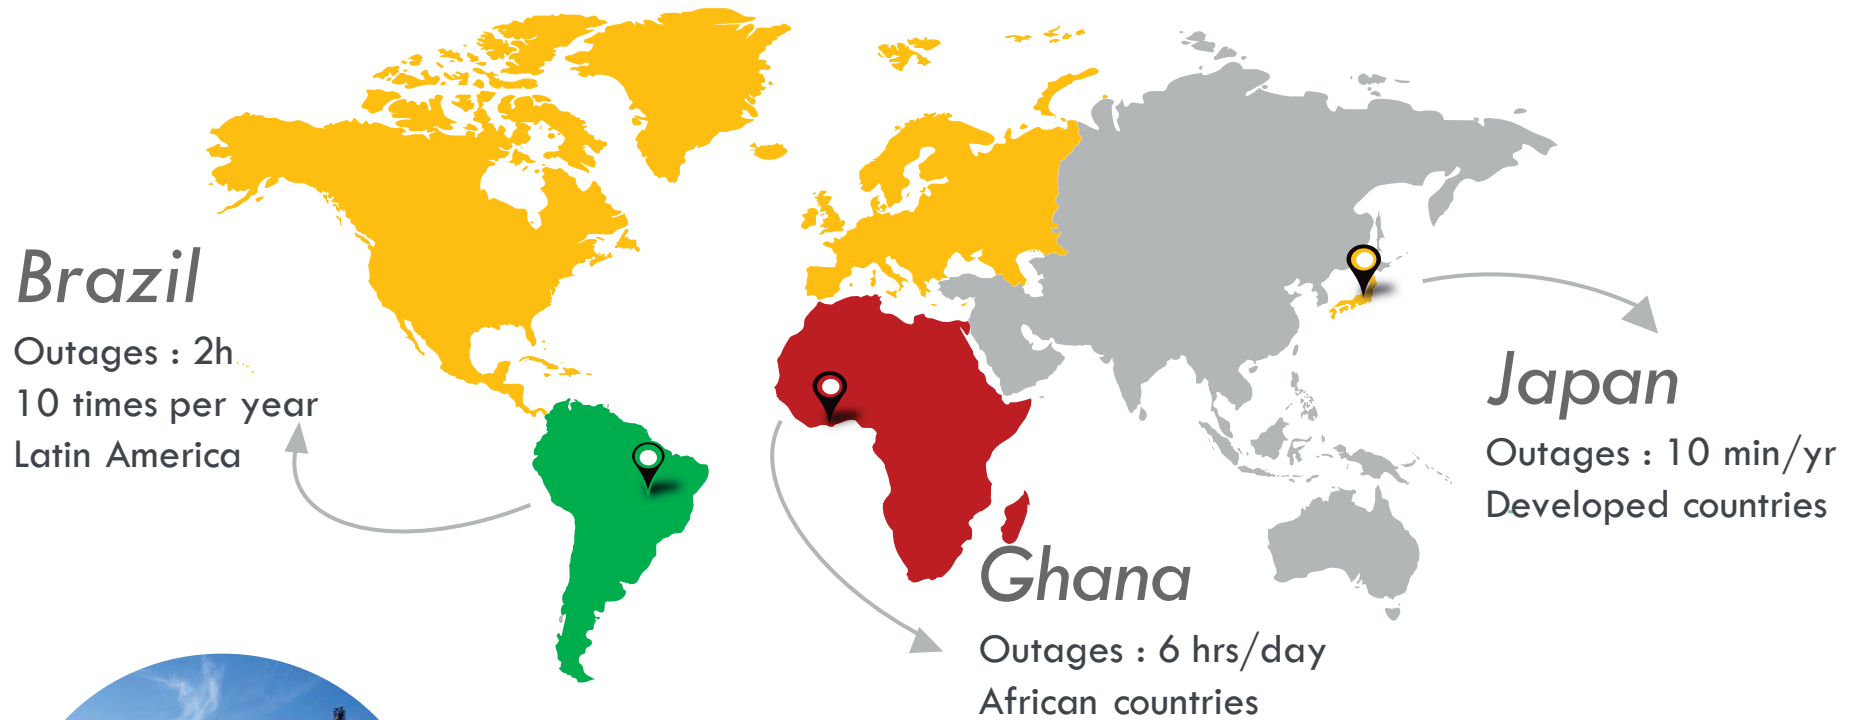 Brazil
Outages : 2h
10 times per year
Latin America
Japan
Outages : 10 min/yr
Developed countries
Ghana
Outages : 6 hrs/day
African countries